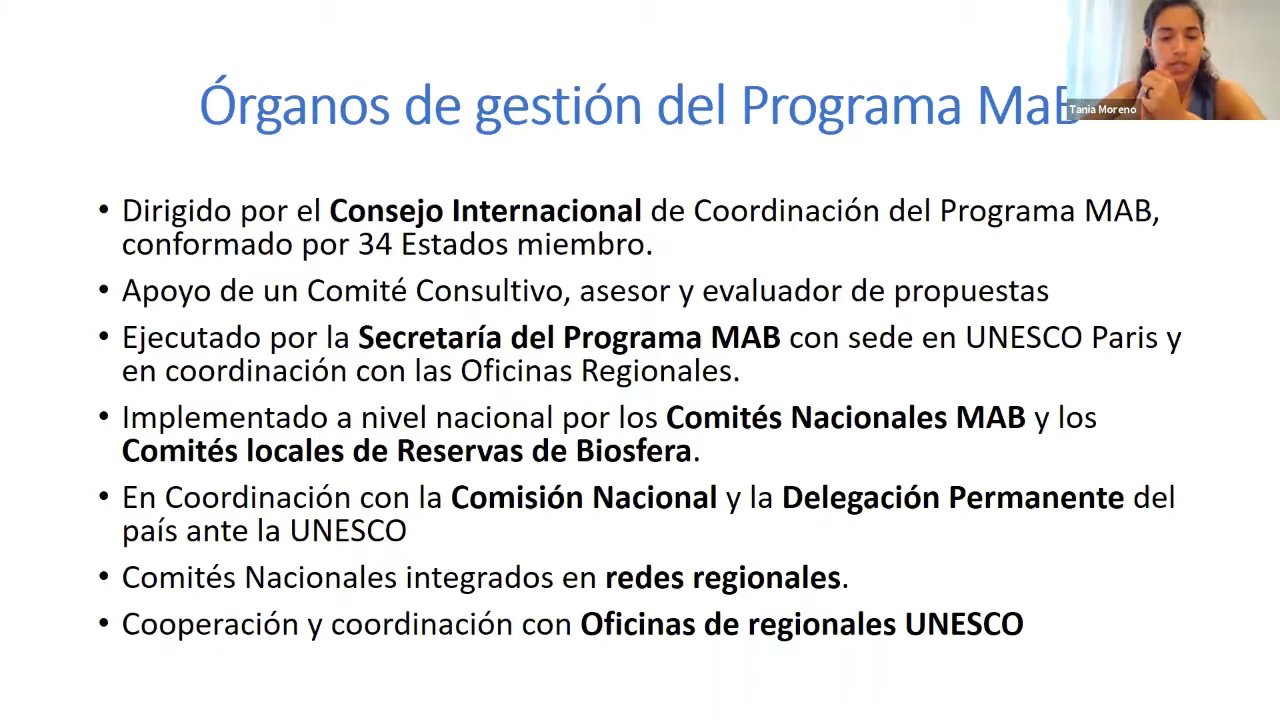 Órganos de gestión del Programa MaB
Tania Moreno
• Dirigido por el Consejo Internacional de Coordinación del Programa MAB,
conformado por 34 Estados miembro.
• Apoyo de un Comité Consultivo, asesor y evaluador de propuestas
• Ejecutado por la Secretaría del Programa MAB con sede en UNESCO Paris y
en coordinación con las Oficinas Regionales.
• Implementado a nivel nacional por los Comités Nacionales MAB y los
Comités locales de Reservas de Biosfera.
• En Coordinación con la Comisión Nacional y la Delegación Permanente del
país ante la UNESCO
• Comités Nacionales integrados en redes regionales.
• Cooperación y coordinación con Oficinas de regionales UNESCO